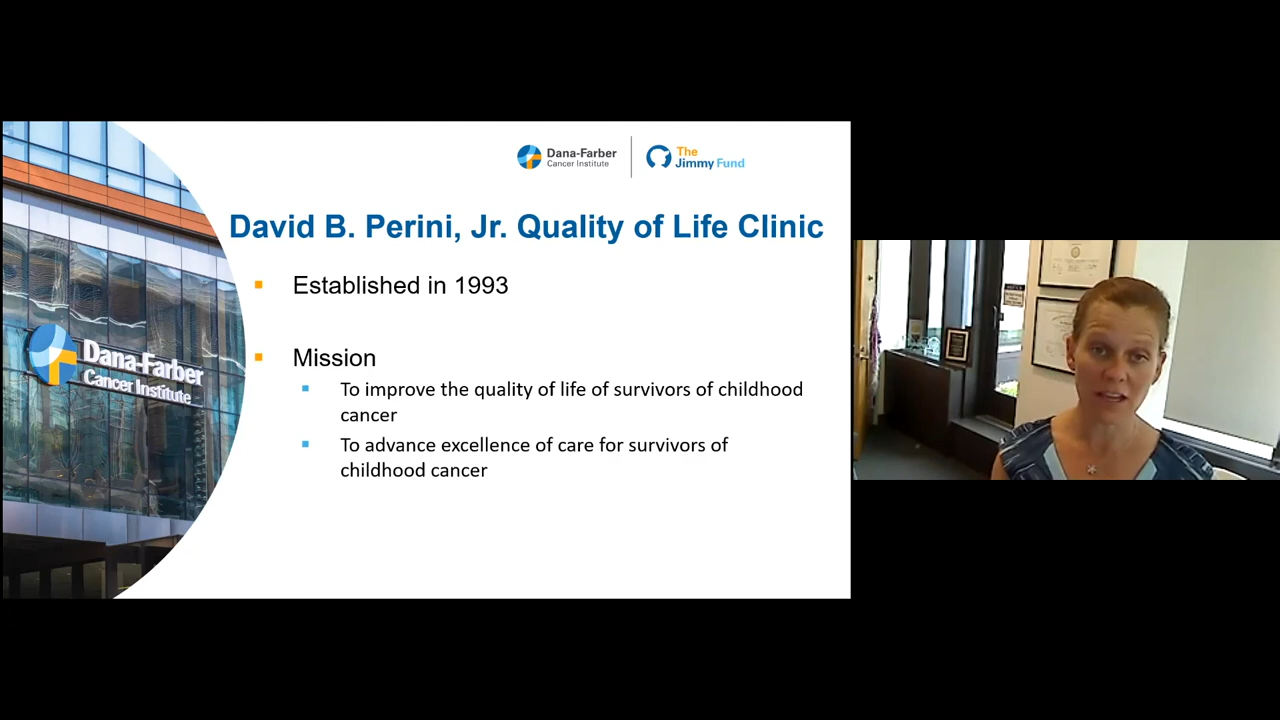 Dana-Farber
Cancer Institute
The
Jimmy Fund
David B. Perini, Jr. Quality of Life Clinic
Established in 1993
Mission
To improve the quality of life of survivors of childhood
cancer
To advance excellence of care for survivors of
childhood cancer
Dana-Farber
Cancer Institute